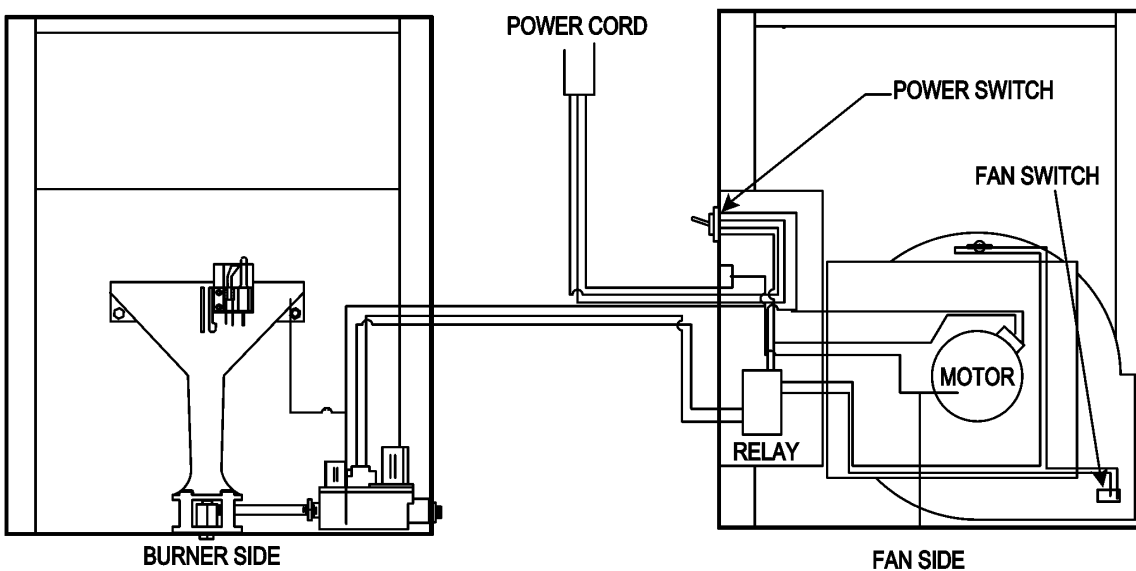 POWER CORD
POWER SWITCH
FAN SWITCH
MOTOR
RELAY
BURNER SIDE
FAN SIDE